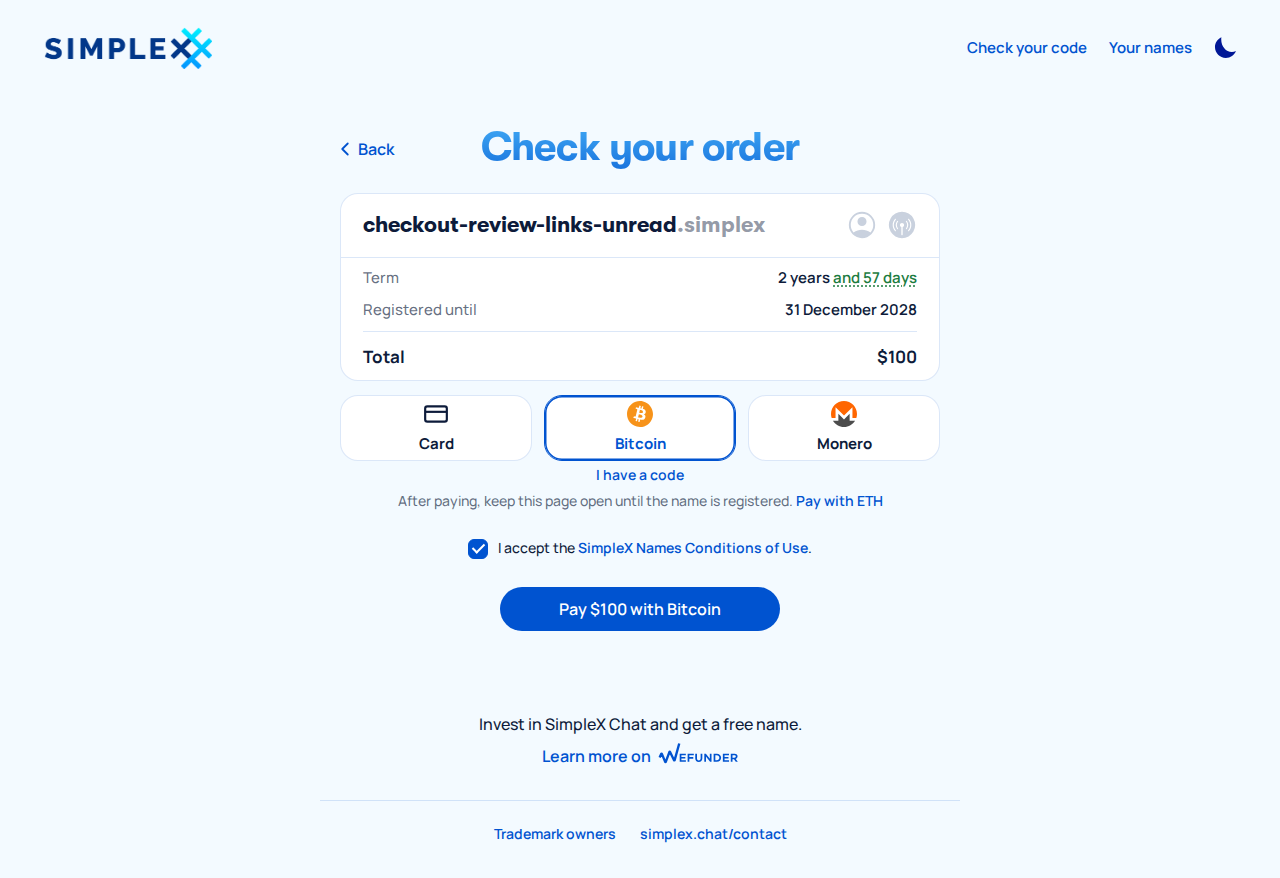 SIMPLEX
Check your code
Your names
Back
Check your order
checkout-review-links-unread.simplex
Term
2 years and 57 days
Registered until
31 December 2028
Total
$100
Card
Bitcoin
Monero
I have a code
After paying, keep this page open until the name is registered. Pay with ETH
I accept the SimpleX Names Conditions of Use.
Pay $100 with Bitcoin
Invest in SimpleX Chat and get a free name.
Learn more on WEFUNDER
Trademark owners
simplex.chat/contact